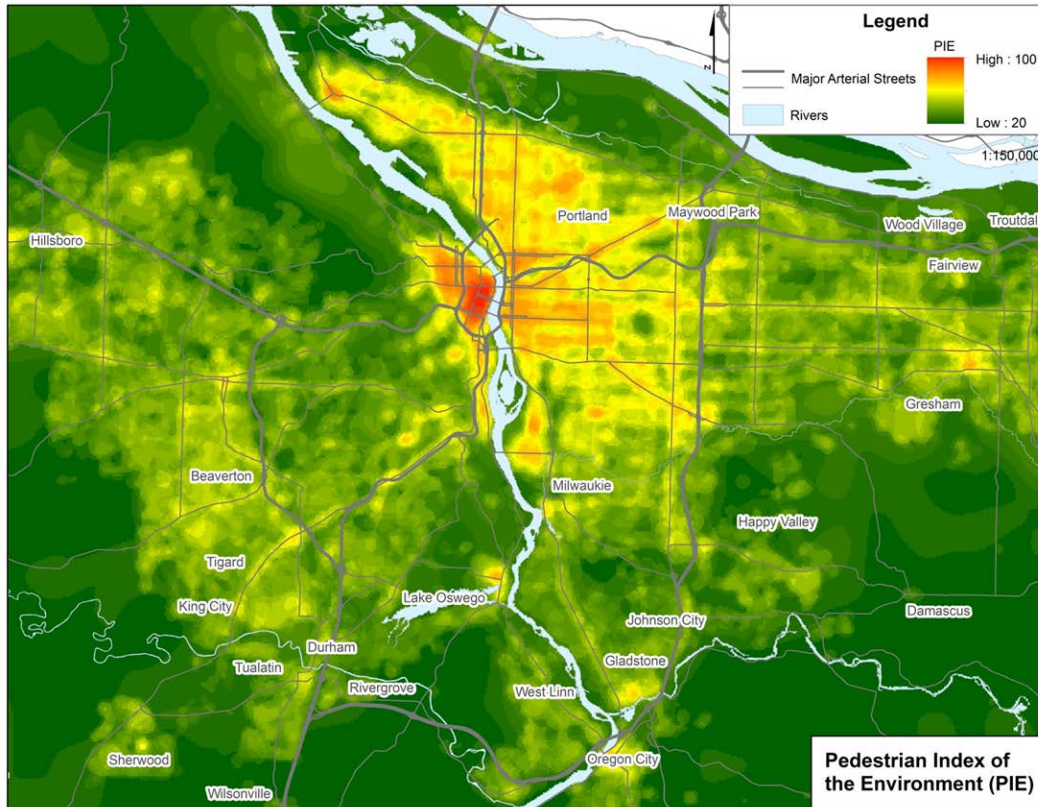 Legend
PIE
High : 100
Major Arterial Streets
Rivers
Low : 20
1:150,000
N
Portland
Maywood Park
Wood Village
Troutdal
Hillsboro
Fairview
Gresham
Beaverton
Milwaukie
Happy Valley
Tigard
Lake Oswego
King City
Damascus
Johnson City
Durham
Gladstone
Tualatin
Rivergrove
West Linn
Sherwood
Oregon City
Wilsonville
Pedestrian Index of
the Environment (PIE)